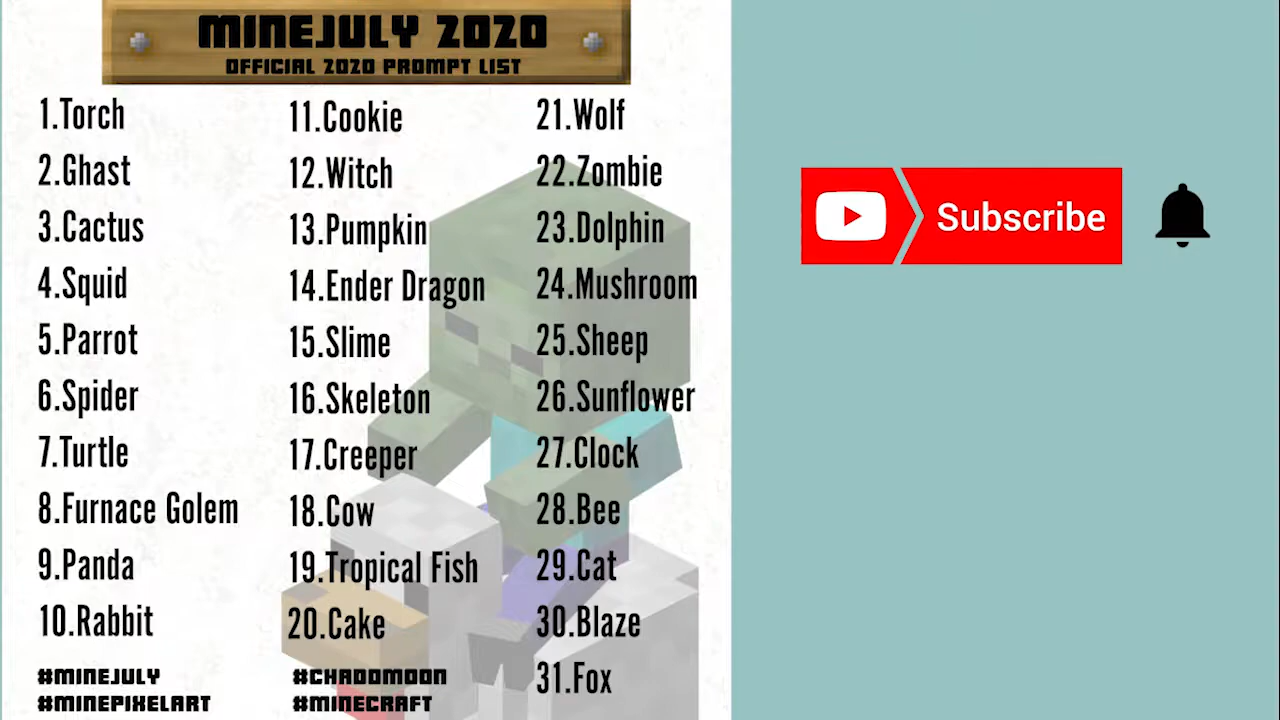 MINEJULY 2020
OFFICIAL 2020 PROMPT LIST
1.Torch
2.Ghast
3.Cactus
4.Squid
5.Parrot
6.Spider
7.Turtle
8.Furnace Golem
9.Panda
10.Rabbit
#MINEJULY
#MINEPIXELART
11.Cookie
12.Witch
13.Pumpkin
14.Ender Dragon
15.Slime
16.Skeleton
17.Creeper
18.Cow
19.Tropical Fish
20.Cake
#CHADOMOON
#MINECRAFT
21.Wolf
22.Zombie
23.Dolphin
24.Mushroom
25.Sheep
26.Sunflower
27.Clock
28.Bee
29.Cat
30.Blaze
31.Fox
Subscribe